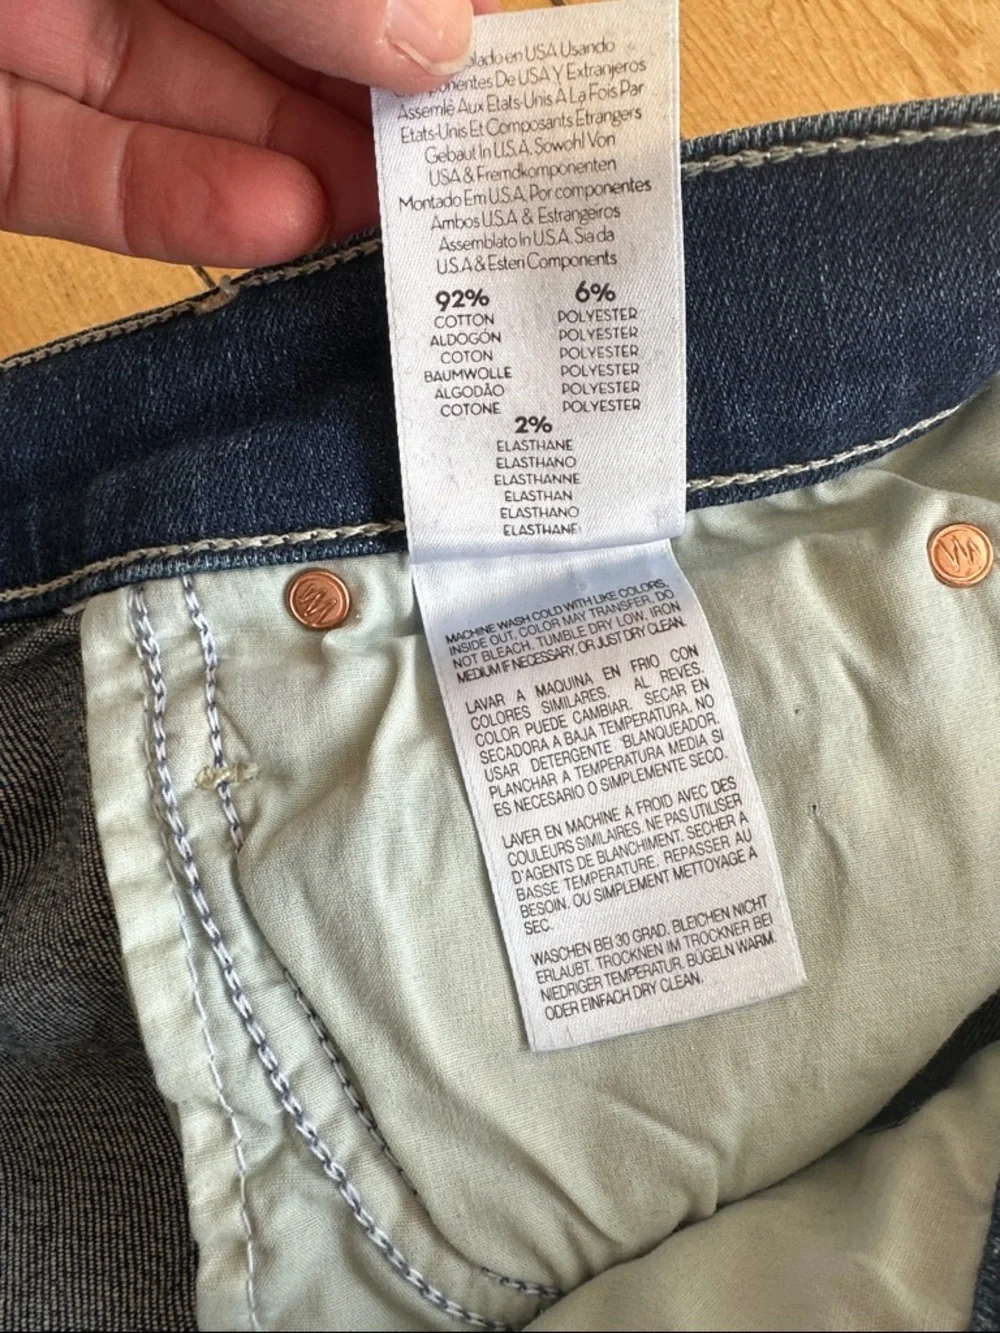 en USA Usando
De USA Y Extranjeros
Assemlé Aux Etats-Unis A La Fois Par
Etats-Unis Et Composants Etrangers
Gebaut In U.S.A. Sowohl Von
USA & Fremdkomponenten
Montado Em U.S.A. Por componentes
Ambos U.S.A & Estrangeiros
Assemblato In U.S.A. Sia da
U.S.A & Esteri Components
92%
COTTON
ALDOGÓN
COTON
BAUMWOLLE
ALGODÃO
COTONE
6%
POLYESTER
POLYESTER
POLYESTER
POLYESTER
POLYESTER
POLYESTER
2%
ELASTHANE
ELASTHANO
ELASTHANNE
ELASTHAN
ELASTHANO
ELASTHANE
MACHINE WASH COLD WITH LIKE COLORS,
INSIDE OUT, COLOR MAY TRANSFER. DO
NOT BLEACH. TUMBLE DRY LOW, IRON
MEDIUM IF NECESSARY. OR JUST DRY CLEAN.
LAVAR A MAQUINA EN FRIO CON
COLORES SIMILARES. AL REVES.
COLOR PUEDE CAMBIAR. SECAR EN
SECADORA A BAJA TEMPERATURA. NO
USAR DETERGENTE BLANQUEADOR.
PLANCHAR A TEMPERATURA MEDIA SI
ES NECESARIO O SIMPLEMENTE SECO.
LAVER EN MACHINE A FROID AVEC DES
COULEURS SIMILAIRES. NE PAS UTILISER
D'AGENTS DE BLANCHIMENT. SECHER A
BASSE TEMPERATURE. REPASSER AU
BESOIN. OU SIMPLEMENT METTOYAGE A
SEC.
WASCHEN BEI 30 GRAD. BLEICHEN NICHT
ERLAUBT. TROCKNEN IM TROCKNER BEI
NIEDRIGER TEMPERATUR. BÜGELN WARM.
ODER EINFACH DRY CLEAN.